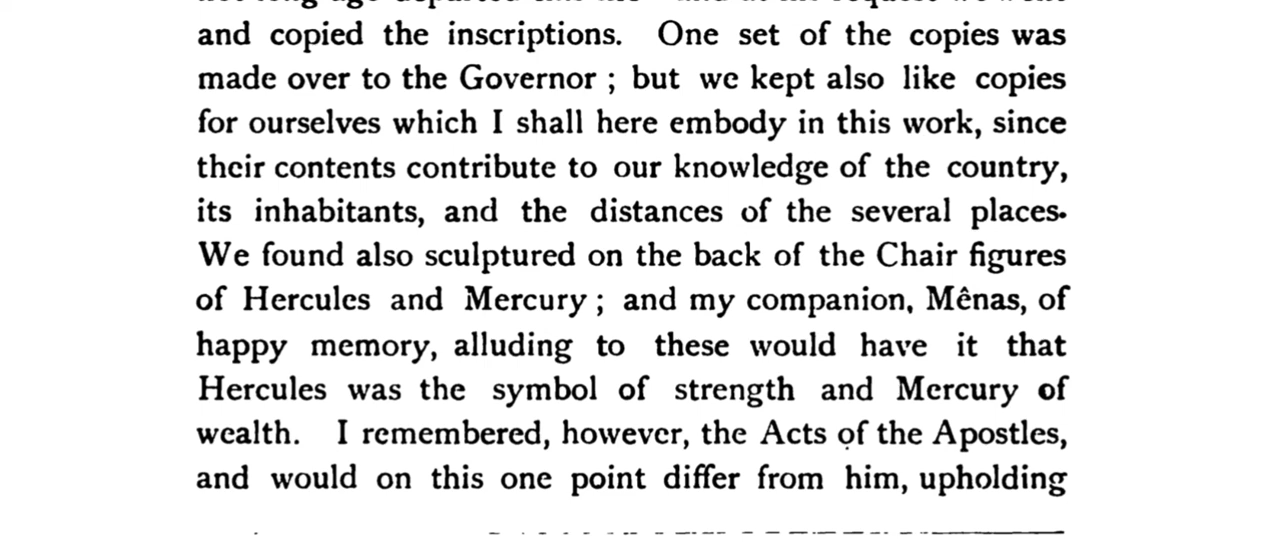 and copied the inscriptions. One set of the copies was
made over to the Governor ; but we kept also like copies
for ourselves which I shall here embody in this work, since
their contents contribute to our knowledge of the country,
its inhabitants, and the distances of the several places.
We found also sculptured on the back of the Chair figures
of Hercules and Mercury ; and my companion, Mênas, of
happy memory, alluding to these would have it that
Hercules was the symbol of strength and Mercury of
wealth. I remembered, however, the Acts of the Apostles,
and would on this one point differ from him, upholding